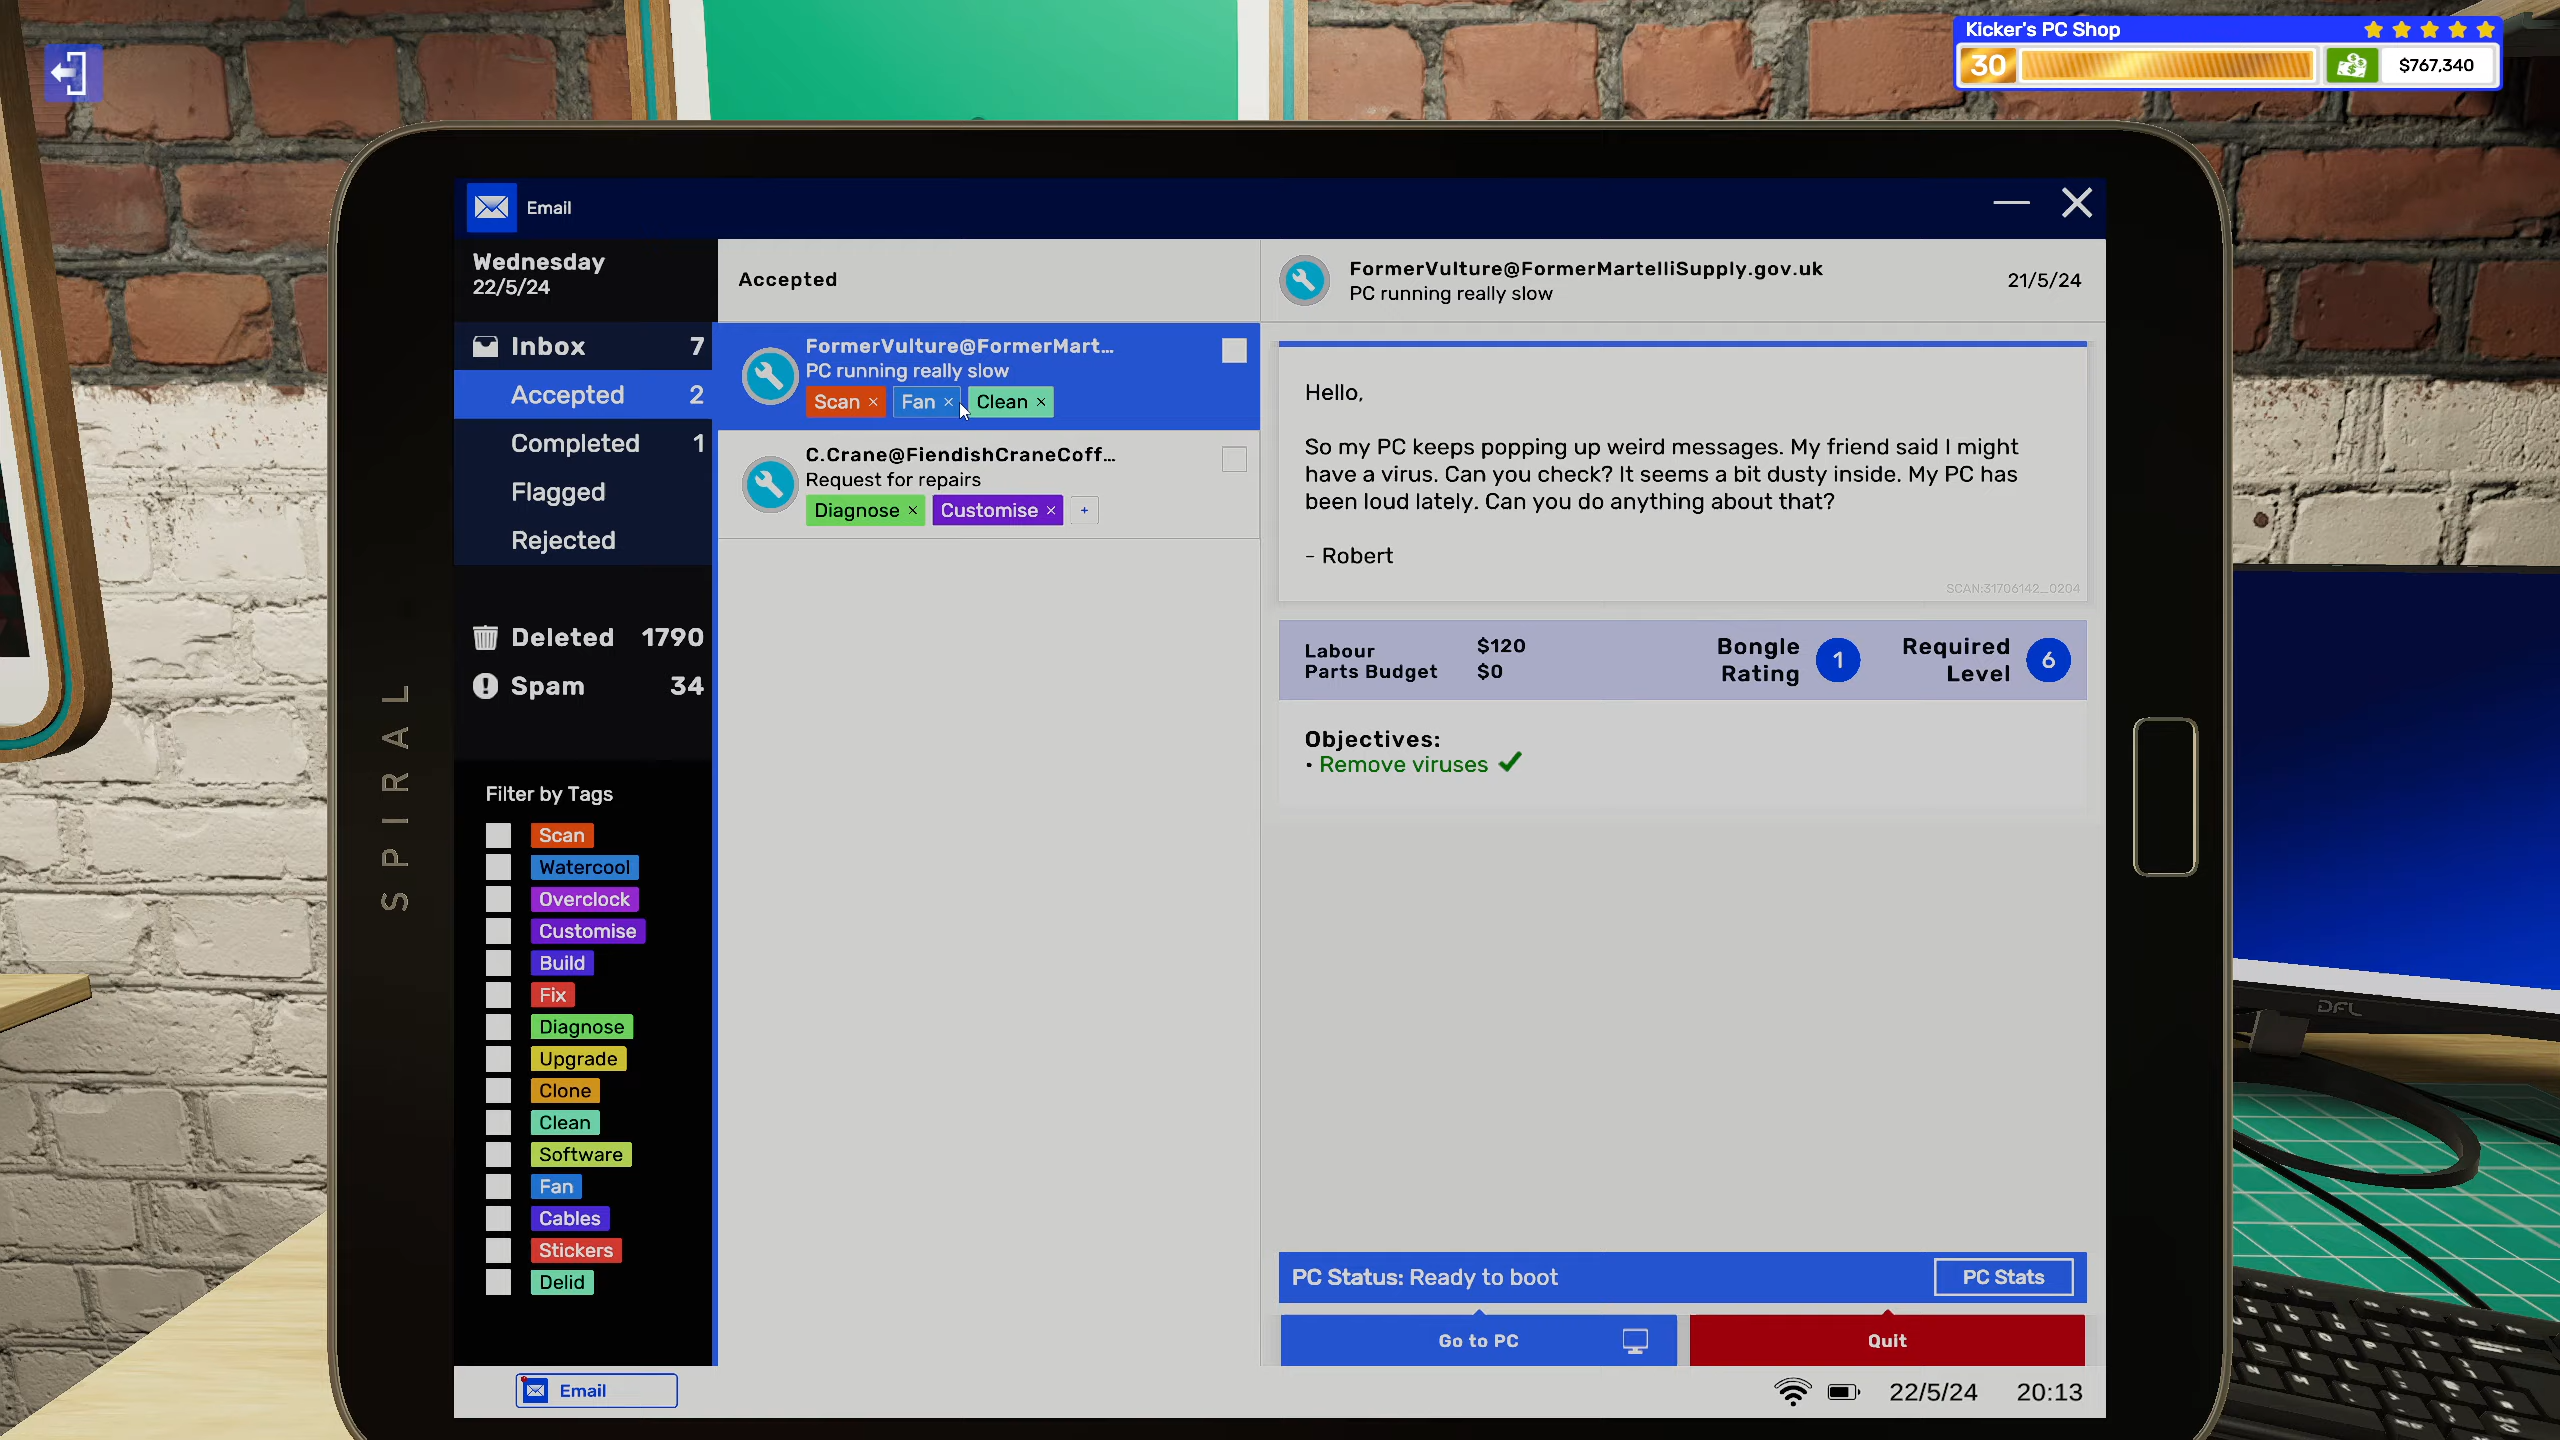 Kicker's PC Shop
30
$767,340
Email
Wednesday
22/5/24
Inbox 7
Accepted 2
Completed 1
Flagged
Rejected
Deleted 1790
Spam 34
Filter by Tags
Scan
Watercool
Overclock
Customise
Build
Fix
Diagnose
Upgrade
Clone
Clean
Software
Fan
Cables
Stickers
Delid
Accepted
FormerVulture@FormerMart...
PC running really slow
Scan × Fan × Clean ×
C.Crane@FiendishCraneCoff...
Request for repairs
Diagnose × Customise × +
FormerVulture@FormerMartelliSupply.gov.uk
PC running really slow
21/5/24
Hello,
So my PC keeps popping up weird messages. My friend said I might
have a virus. Can you check? It seems a bit dusty inside. My PC has
been loud lately. Can you do anything about that?
- Robert
SCAN:31706142_0204
Labour $120
Parts Budget $0
Bongle
Rating 1
Required
Level 6
Objectives:
• Remove viruses
PC Status: Ready to boot
PC Stats
Go to PC
Quit
Email
22/5/24 20:13
SPIRAL
DFL